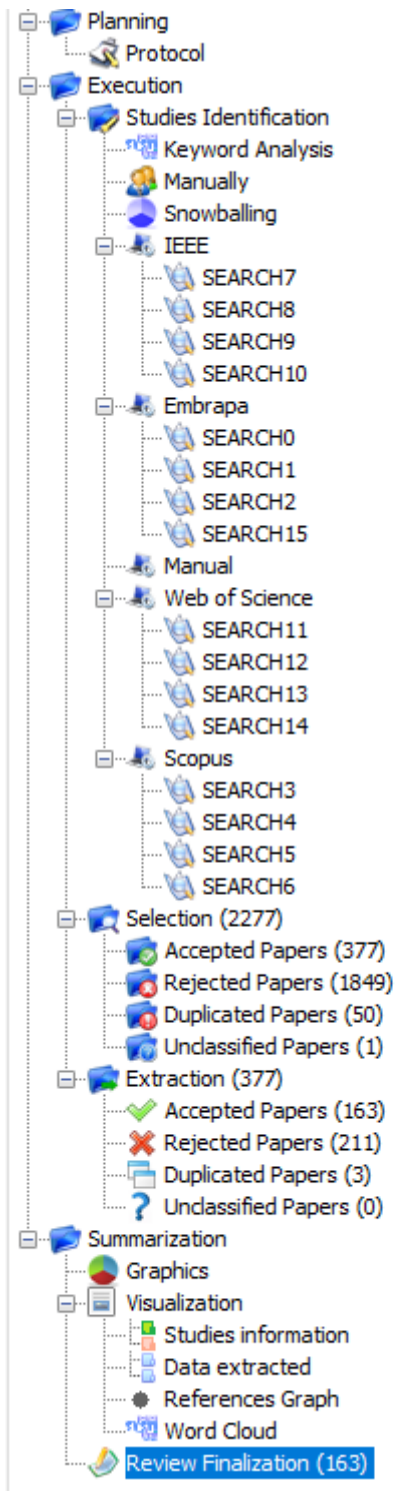 Planning
Protocol
Execution
Studies Identification
Keyword Analysis
Manually
Snowballing
IEEE
SEARCH7
SEARCH8
SEARCH9
SEARCH10
Embrapa
SEARCH0
SEARCH1
SEARCH2
SEARCH15
Manual
Web of Science
SEARCH11
SEARCH12
SEARCH13
SEARCH14
Scopus
SEARCH3
SEARCH4
SEARCH5
SEARCH6
Selection (2277)
Accepted Papers (377)
Rejected Papers (1849)
Duplicated Papers (50)
Unclassified Papers (1)
Extraction (377)
Accepted Papers (163)
Rejected Papers (211)
Duplicated Papers (3)
Unclassified Papers (0)
Summarization
Graphics
Visualization
Studies information
Data extracted
References Graph
Word Cloud
Review Finalization (163)